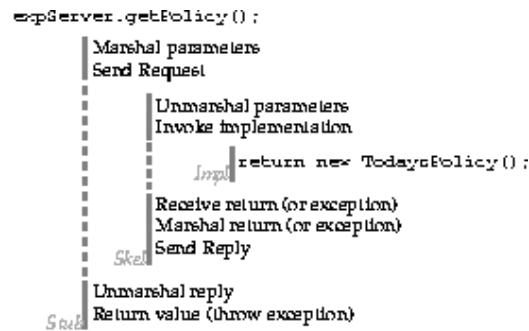 expServer.getPolicy();
Marshal parameters
Send Request
Unmarshal parameters
Invoke implementation
return new TodaysPolicy();
Impl
Receive return (or exception)
Marshal return (or exception)
Send Reply
Skel
Unmarshal reply
Return value (throw exception)
Stub